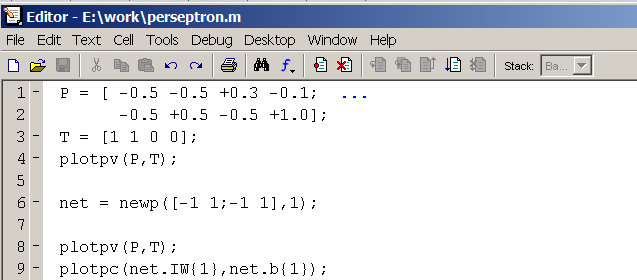 Editor - E:\work\perseptron.m
File Edit Text Cell Tools Debug Desktop Window Help
Stack: Ba...
1 - P = [ -0.5 -0.5 +0.3 -0.1; ...
2 -0.5 +0.5 -0.5 +1.0];
3 - T = [1 1 0 0];
4 - plotpv(P,T);
5
6 - net = newp([-1 1;-1 1],1);
7
8 - plotpv(P,T);
9 - plotpc(net.IW{1},net.b{1});